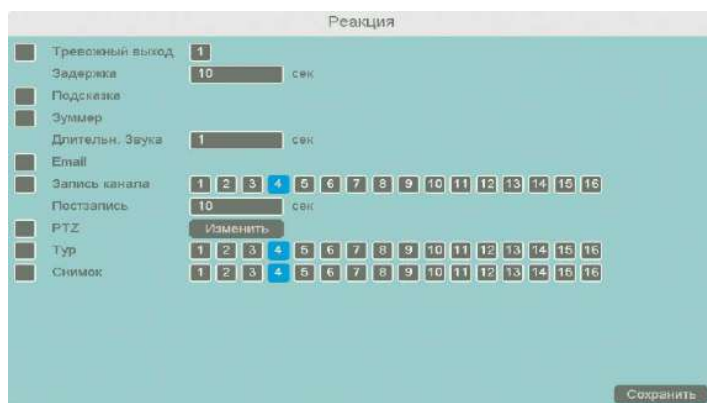 Реакция
Тревожный выход 1
Задержка 10 сек
Подсказка
Зуммер
Длительн. Звука 1 сек
Email
Запись канала 1 2 3 4 5 6 7 8 9 10 11 12 13 14 15 16
Постзапись 10 сек
PTZ Изменить
Тур 1 2 3 4 5 6 7 8 9 10 11 12 13 14 15 16
Снимок 1 2 3 4 5 6 7 8 9 10 11 12 13 14 15 16
Сохранить